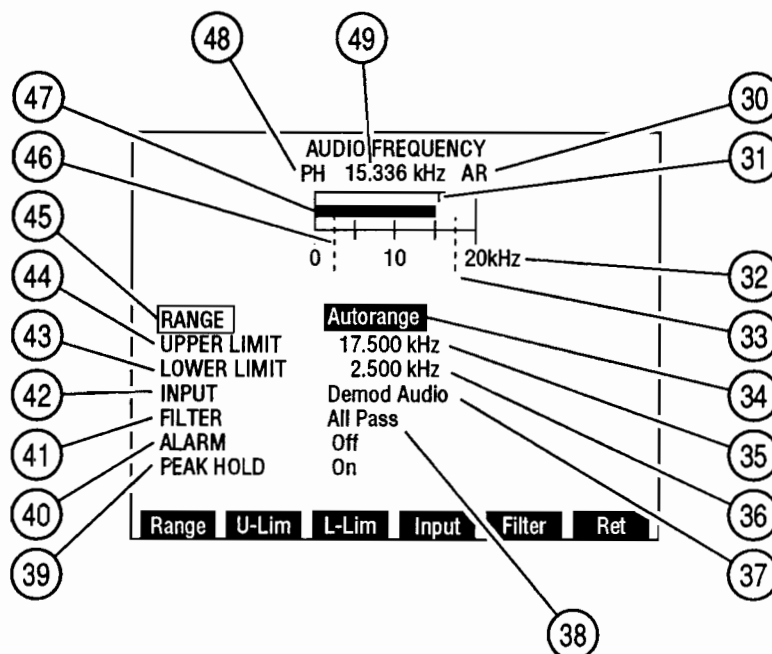 48 49
47 30
46 31
AUDIO FREQUENCY
PH 15.336 kHz AR
45
0 10 20kHz
44 32
43 33
RANGE Autorange
UPPER LIMIT 17.500 kHz
LOWER LIMIT 2.500 kHz
42 34
INPUT Demod Audio
FILTER All Pass
41 35
ALARM Off
PEAK HOLD On
40 36
Range U-Lim L-Lim Input Filter Ret
39 37
38